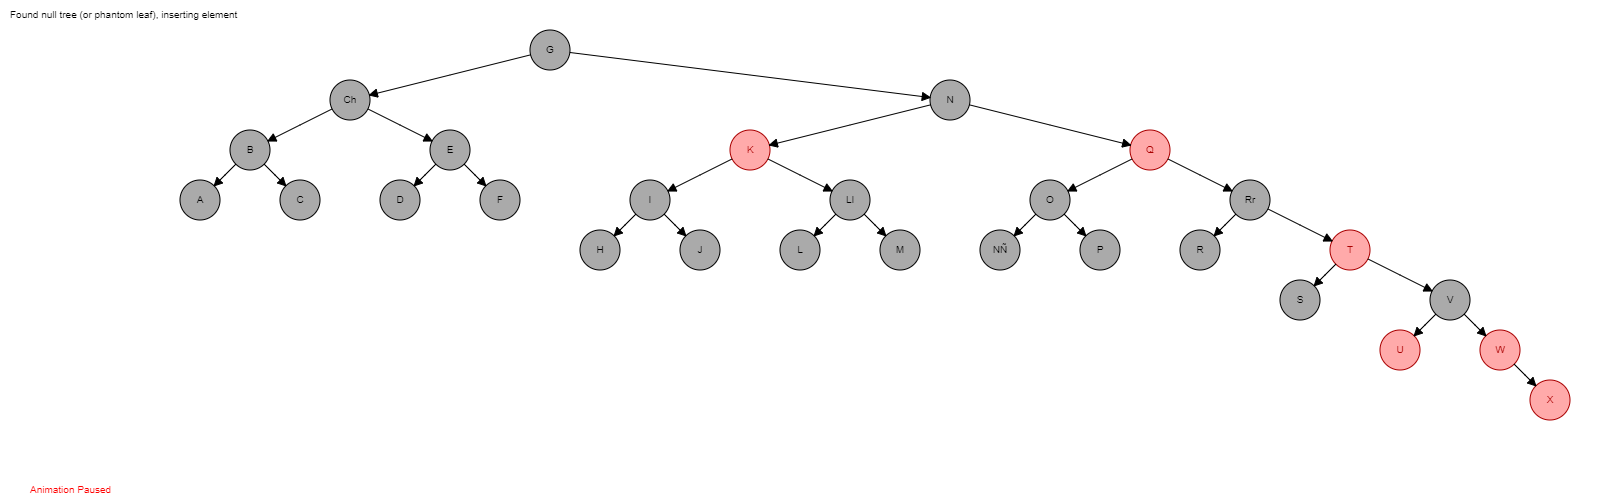 Found null tree (or phantom leaf), inserting element
G
Ch
N
B
E
K
Q
A
C
D
F
I
Ll
O
Rr
H
J
L
M
NÑ
P
R
T
S
V
U
W
X
Animation Paused